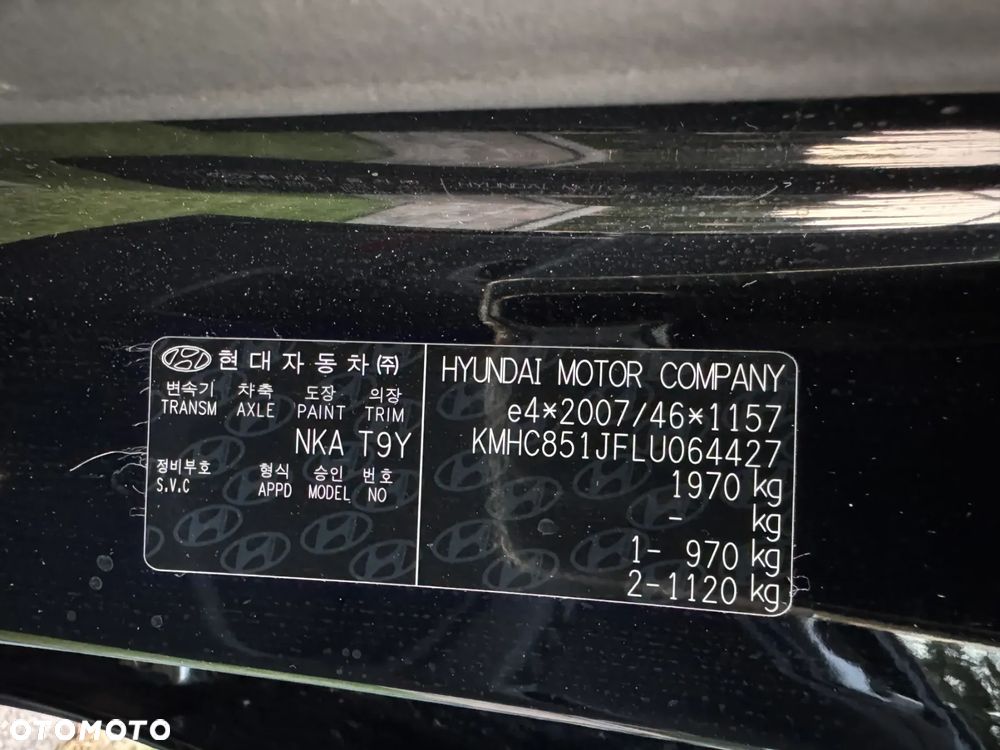 현대자동차㈜
변속기 차축 도장 의장
TRANSM AXLE PAINT TRIM
NKA T9Y
정비부호 형식 승인 번호
S.V.C APPD MODEL NO
HYUNDAI MOTOR COMPANY
e4*2007/46*1157
KMHC851JFLU064427
1970 kg
- kg
1- 970 kg
2-1120 kg
OTOMOTO